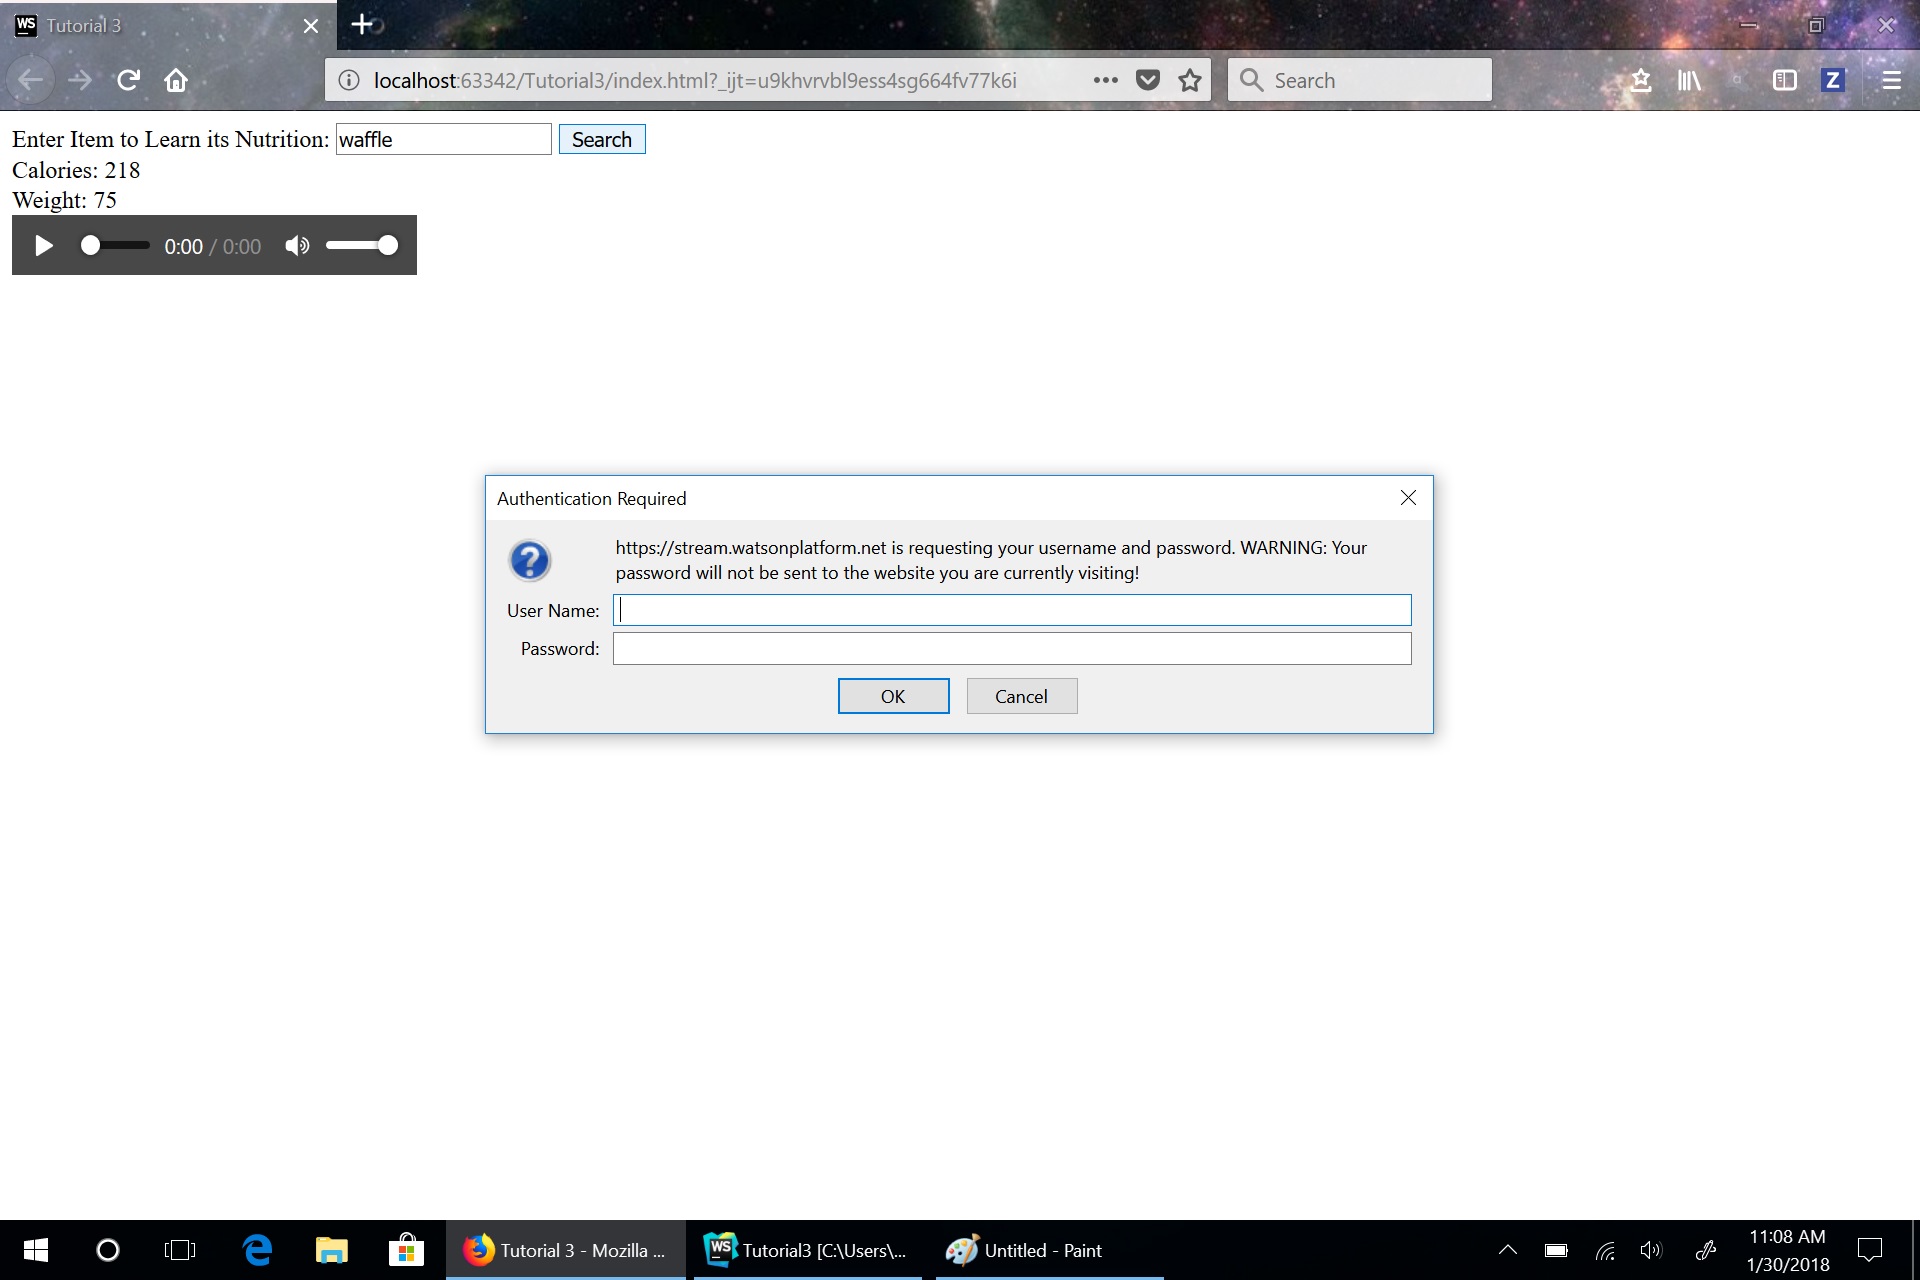 WS Tutorial 3
localhost:63342/Tutorial3/index.html?_ijt=u9khvrvbl9ess4sg664fv77k6i
Search
Z
Enter Item to Learn its Nutrition: waffle Search
Calories: 218
Weight: 75
0:00 / 0:00
Authentication Required
https://stream.watsonplatform.net is requesting your username and password. WARNING: Your
password will not be sent to the website you are currently visiting!
User Name:
Password:
OK Cancel
Tutorial 3 - Mozilla ...
WS Tutorial3 [C:\Users\...
Untitled - Paint
11:08 AM
1/30/2018